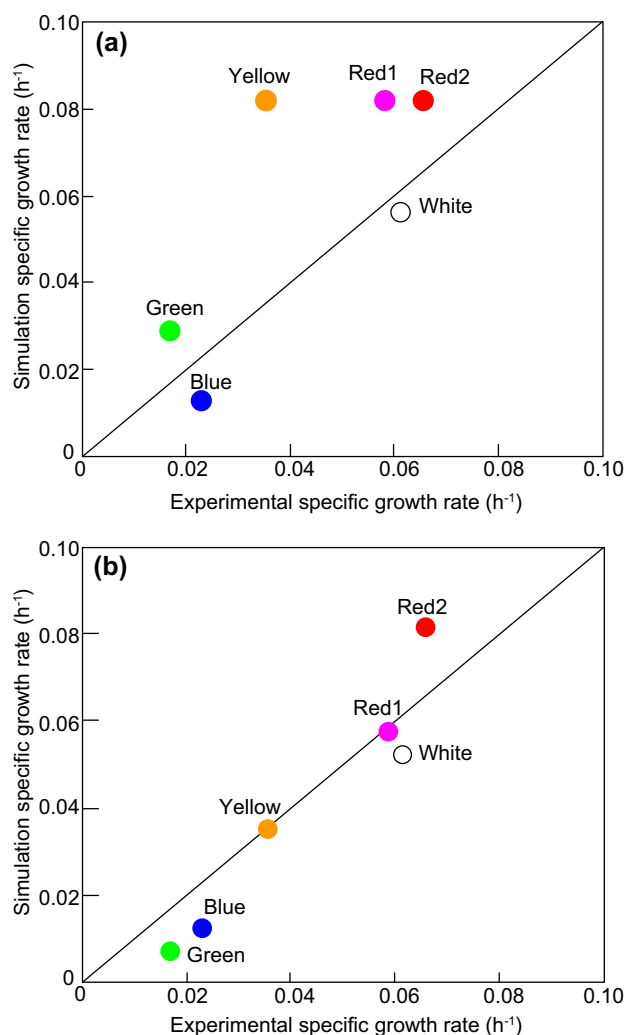 (a)
0.10
0.08
0.06
0.04
0.02
0
Simulation specific growth rate (h⁻¹)
Yellow
Red1
Red2
White
Green
Blue
0 0.02 0.04 0.06 0.08 0.10
Experimental specific growth rate (h⁻¹)
(b)
0.10
0.08
0.06
0.04
0.02
0
Simulation specific growth rate (h⁻¹)
Red2
Red1
White
Yellow
Blue
Green
0 0.02 0.04 0.06 0.08 0.10
Experimental specific growth rate (h⁻¹)